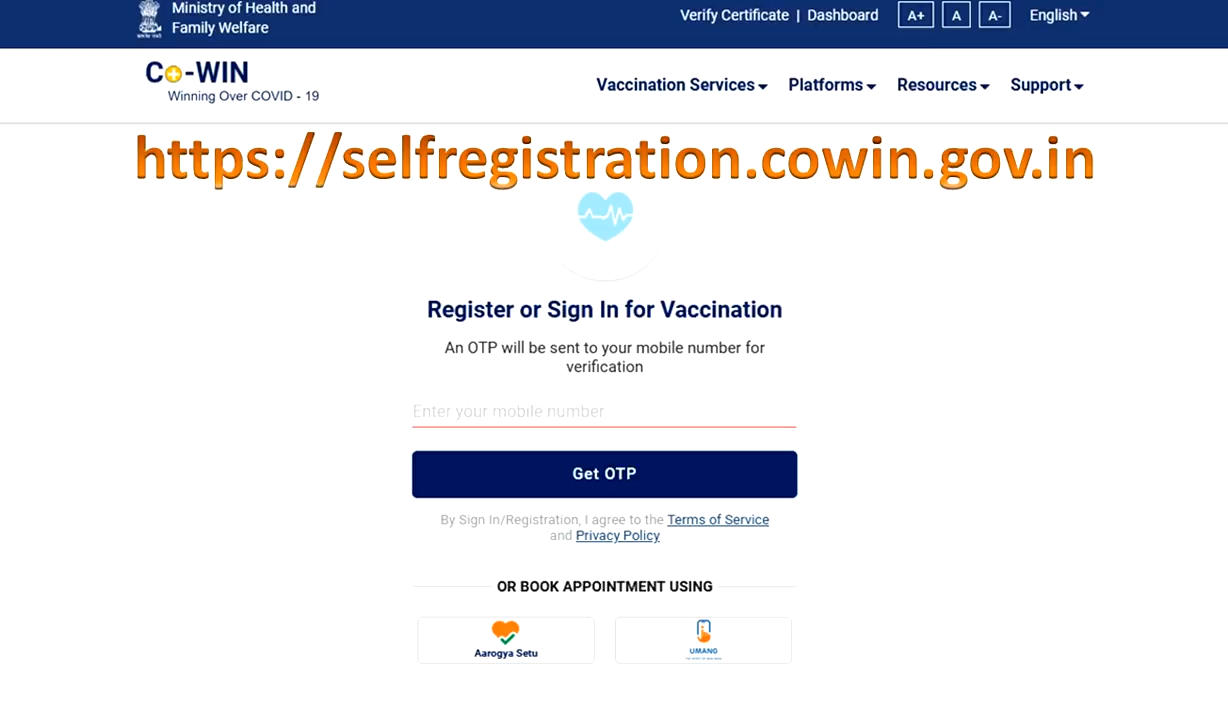 Ministry of Health and
Family Welfare
Verify Certificate | Dashboard A+ A A- English
Co-WIN
Winning Over COVID - 19
Vaccination Services Platforms Resources Support
https://selfregistration.cowin.gov.in
Register or Sign In for Vaccination
An OTP will be sent to your mobile number for
verification
Enter your mobile number
Get OTP
By Sign In/Registration, I agree to the Terms of Service
and Privacy Policy
OR BOOK APPOINTMENT USING
Aarogya Setu
UMANG